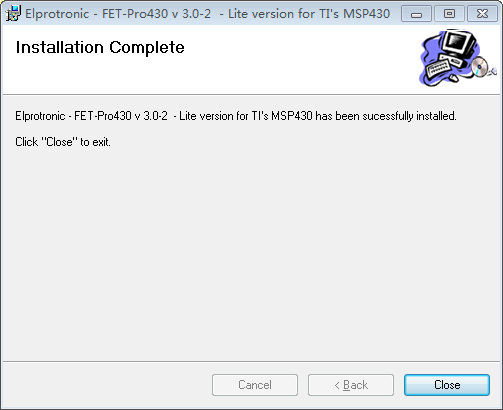 Elprotronic - FET-Pro430 v 3.0-2 - Lite version for TI's MSP430
Installation Complete
Elprotronic - FET-Pro430 v 3.0-2 - Lite version for TI's MSP430 has been sucessfully installed.
Click "Close" to exit.
Cancel
< Back
Close